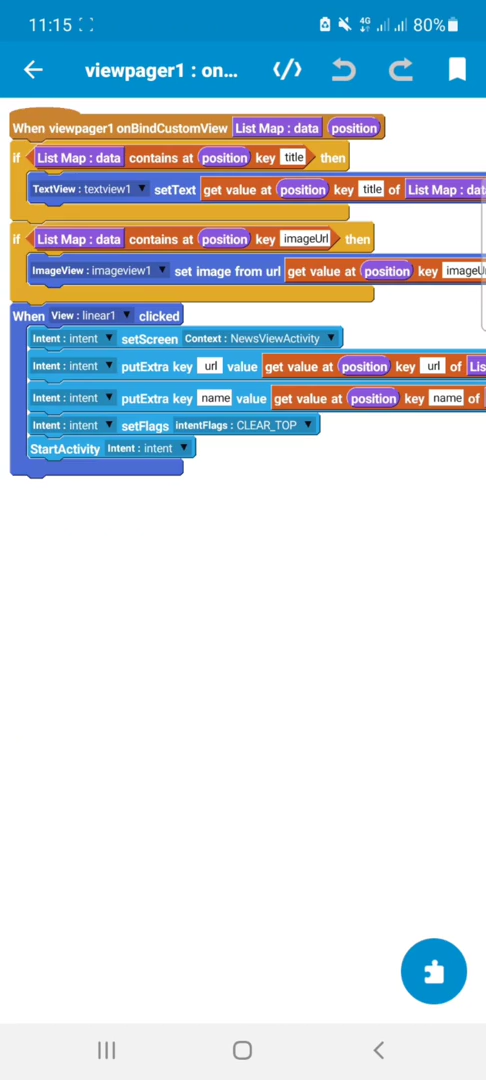 11:15 4G 80%
viewpager1 : on... </>
When viewpager1 onBindCustomView List Map : data position
if List Map : data contains at position key title then
TextView : textview1 setText get value at position key title of List Map : dat
if List Map : data contains at position key imageUrl then
ImageView : imageview1 set image from url get value at position key imageU
When View : linear1 clicked
Intent : intent setScreen Context : NewsViewActivity
Intent : intent putExtra key url value get value at position key url of Lis
Intent : intent putExtra key name value get value at position key name of
Intent : intent setFlags intentFlags : CLEAR_TOP
StartActivity Intent : intent